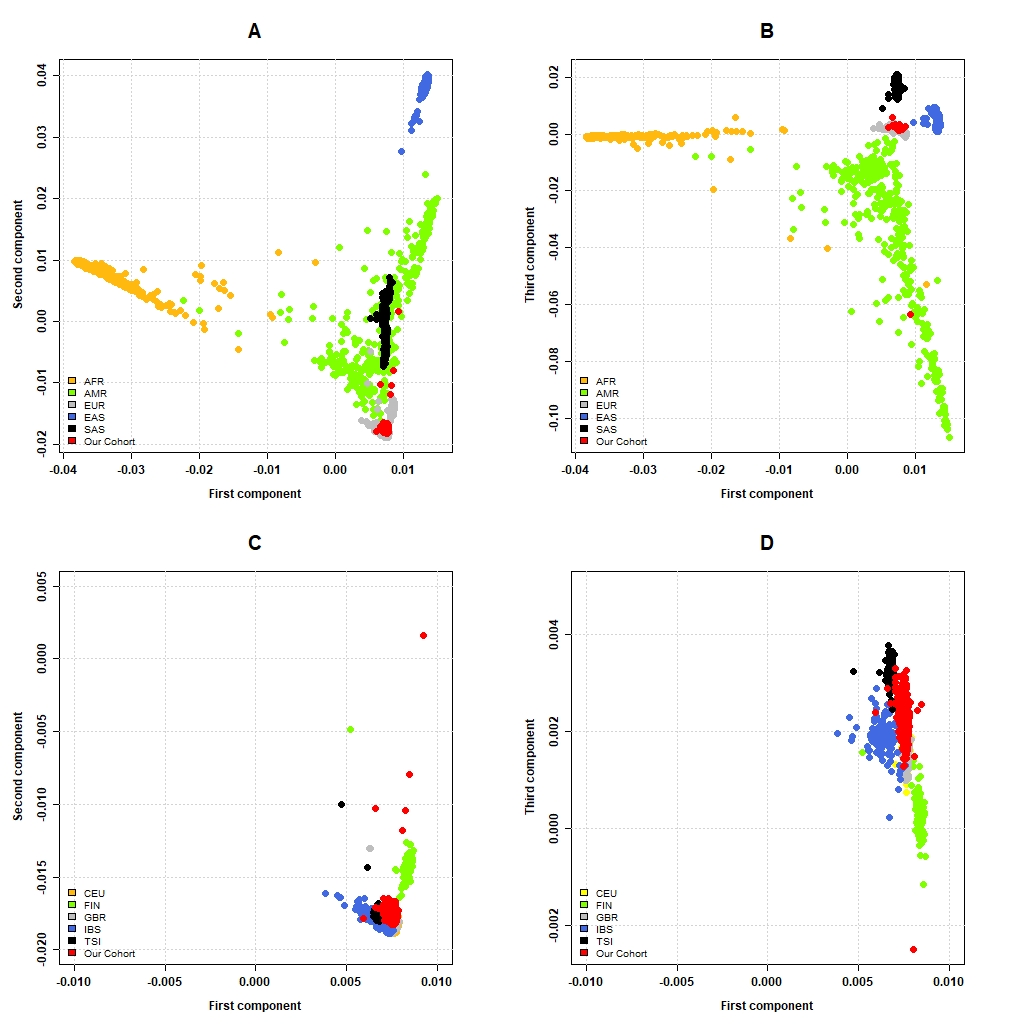 A
Second component
0.04
0.03
0.02
0.01
0.00
-0.01
-0.02
AFR
AMR
EUR
EAS
SAS
Our Cohort
-0.04 -0.03 -0.02 -0.01 0.00 0.01
First component
B
Third component
0.02
0.00
-0.02
-0.04
-0.06
-0.08
-0.10
AFR
AMR
EUR
EAS
SAS
Our Cohort
-0.04 -0.03 -0.02 -0.01 0.00 0.01
First component
C
Second component
0.005
0.000
-0.005
-0.010
-0.015
-0.020
CEU
FIN
GBR
IBS
TSI
Our Cohort
-0.010 -0.005 0.000 0.005 0.010
First component
D
Third component
0.004
0.002
0.000
-0.002
CEU
FIN
GBR
IBS
TSI
Our Cohort
-0.010 -0.005 0.000 0.005 0.010
First component